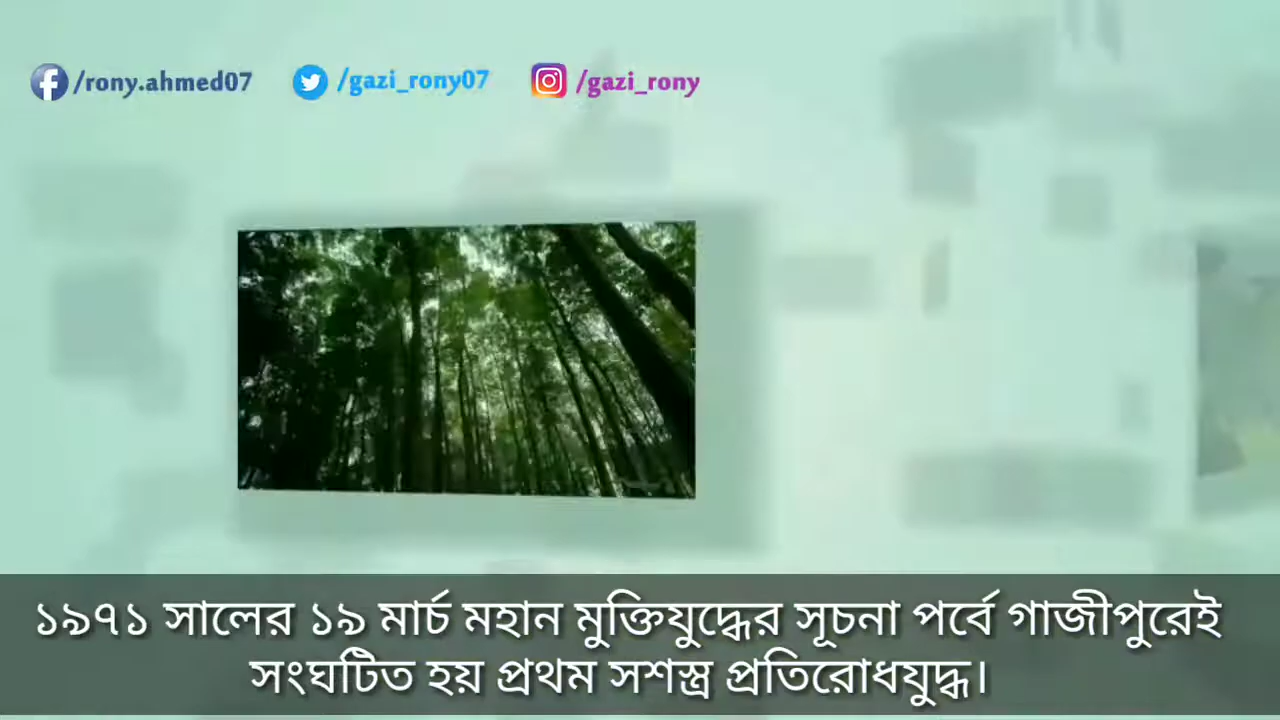 /rony.ahmed07 /gazi_rony07 /gazi_rony
১৯৭১ সালের ১৯ মার্চ মহান মুক্তিযুদ্ধের সূচনা পর্বে গাজীপুরেই
সংঘটিত হয় প্রথম সশস্ত্র প্রতিরোধযুদ্ধ।